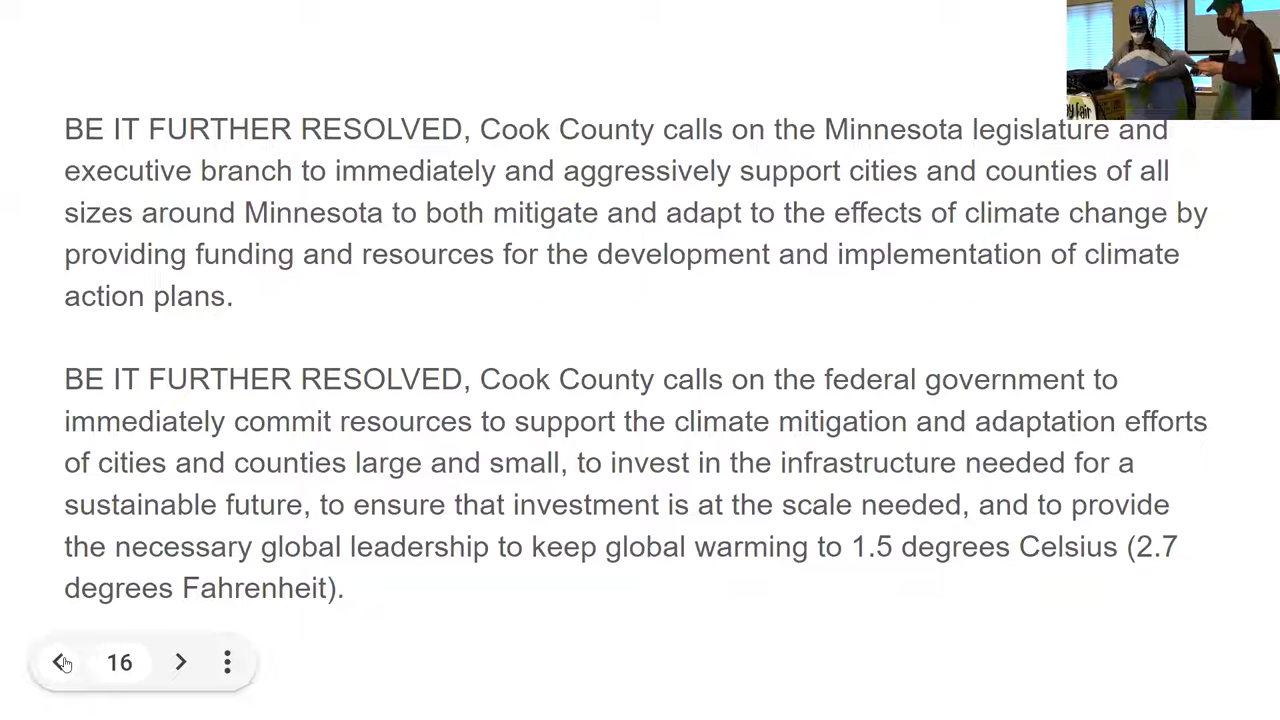 BE IT FURTHER RESOLVED, Cook County calls on the Minnesota legislature and
executive branch to immediately and aggressively support cities and counties of all
sizes around Minnesota to both mitigate and adapt to the effects of climate change by
providing funding and resources for the development and implementation of climate
action plans.
BE IT FURTHER RESOLVED, Cook County calls on the federal government to
immediately commit resources to support the climate mitigation and adaptation efforts
of cities and counties large and small, to invest in the infrastructure needed for a
sustainable future, to ensure that investment is at the scale needed, and to provide
the necessary global leadership to keep global warming to 1.5 degrees Celsius (2.7
degrees Fahrenheit).
16
fair